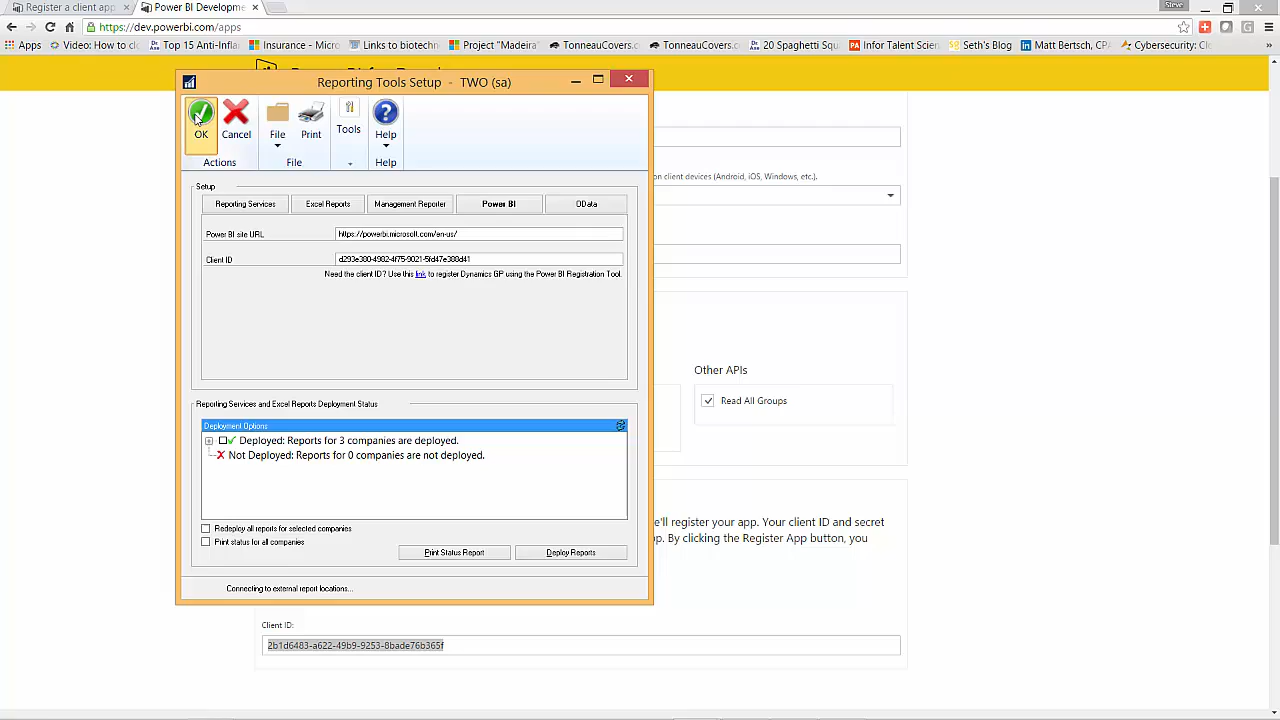 Register a client app
Power BI Developme
Steve
https://dev.powerbi.com/apps
Apps
Video: How to cl
Top 15 Anti-Infla
Insurance - Micro
Links to biotechn
Project "Madeira"
TonneauCovers.c
TonneauCovers.c
20 Spaghetti Squ
Infor Talent Scien
Seth's Blog
Matt Bertsch, CPA
Cybersecurity: Cl
Reporting Tools Setup - TWO (sa)
OK
Cancel
File
Print
Tools
Help
Actions
File
Help
on client devices (Android, iOS, Windows, etc.).
Setup
Reporting Services
Excel Reports
Management Reporter
Power BI
OData
Power BI site URL
https://powerbi.microsoft.com/en-us/
Client ID
d293e380-4982-4f75-9021-5fd47e388d41
Need the client ID? Use this link to register Dynamics GP using the Power BI Registration Tool.
Other APIs
Read All Groups
Reporting Services and Excel Reports Deployment Status
Deployment Options
Deployed: Reports for 3 companies are deployed.
Not Deployed: Reports for 0 companies are not deployed.
Redeploy all reports for selected companies
Print status for all companies
Print Status Report
Deploy Reports
e'll register your app. Your client ID and secret
pp. By clicking the Register App button, you
Connecting to external report locations...
Client ID:
2b1d6483-a622-49b9-9253-8bade76b365f